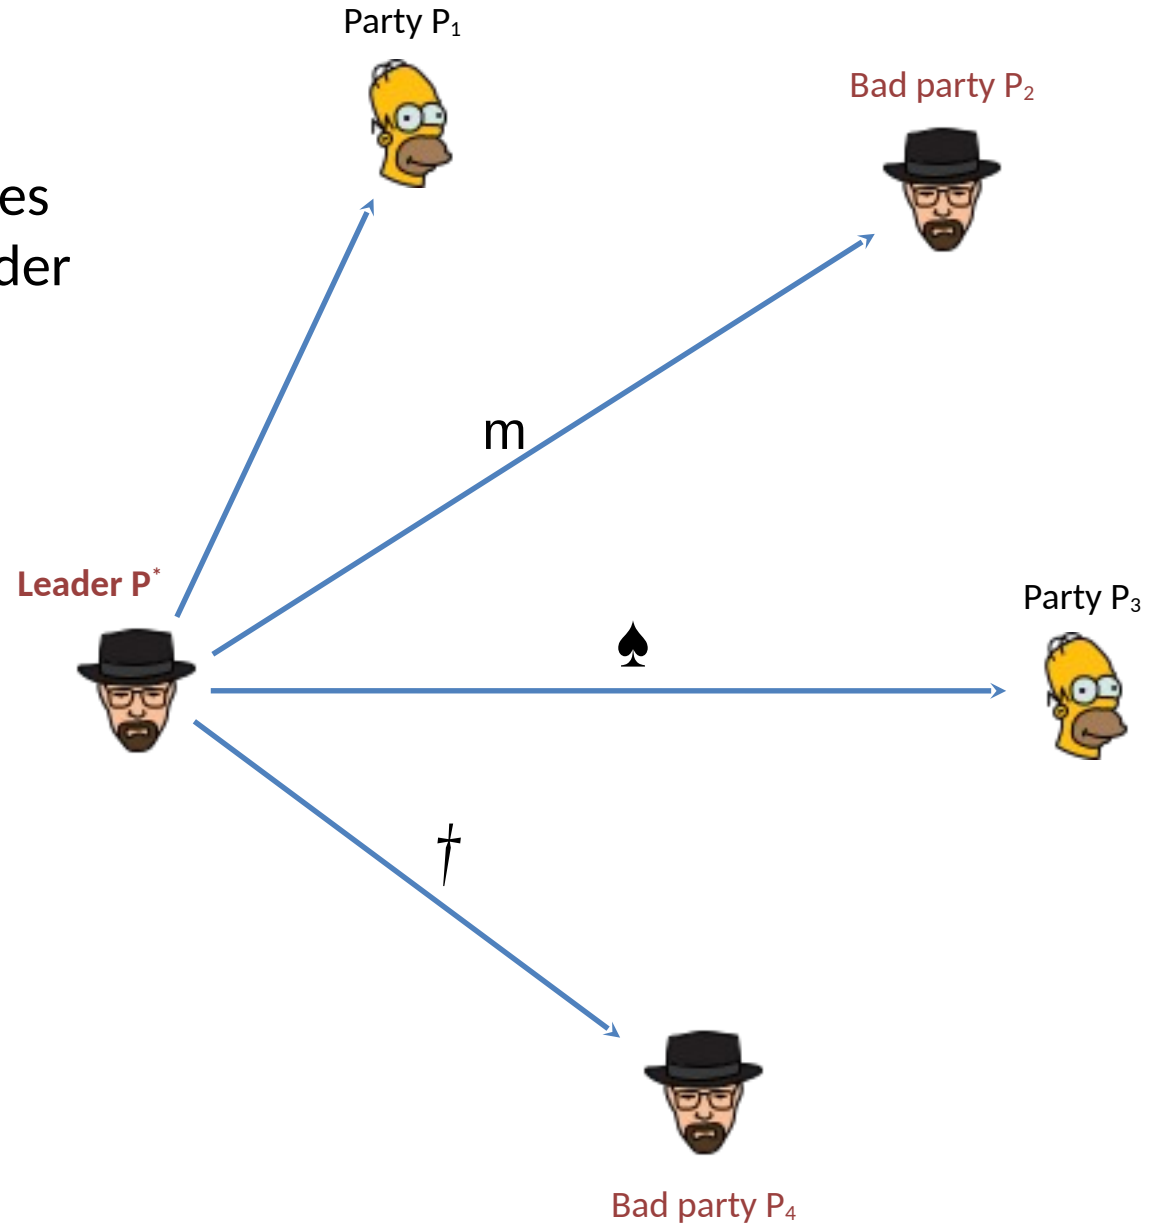 Party P₁
Bad party P₂
es
der
m
Leader P*
Party P₃
♠
†
Bad party P₄